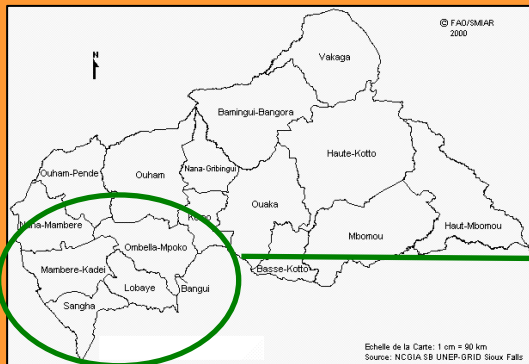 © FAO/SMIAR
2000
N
Vakaga
Bamingui-Bangora
Haute-Kotto
Ouham-Pende
Ouham
Nana-Gribingui
Ouaka
Nana-Mambere
Kemo
Ombella-Mpoko
Mbomou
Haut-Mbomou
Mambere-Kadei
Lobaye
Bangui
Basse-Kotto
Sangha
Echelle de la Carte: 1 cm = 90 km
Source: NCGIA SB UNEP-GRID Sioux Falls